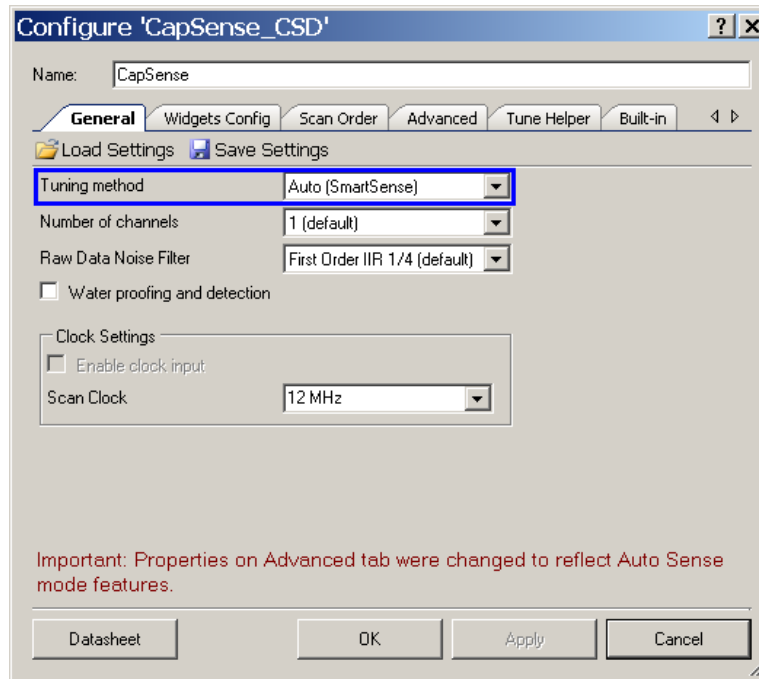 Configure 'CapSense_CSD'
Name: CapSense
General Widgets Config Scan Order Advanced Tune Helper Built-in
Load Settings Save Settings
Tuning method Auto (SmartSense)
Number of channels 1 (default)
Raw Data Noise Filter First Order IIR 1/4 (default)
Water proofing and detection
Clock Settings
Enable clock input
Scan Clock 12 MHz
Important: Properties on Advanced tab were changed to reflect Auto Sense
mode features.
Datasheet OK Apply Cancel